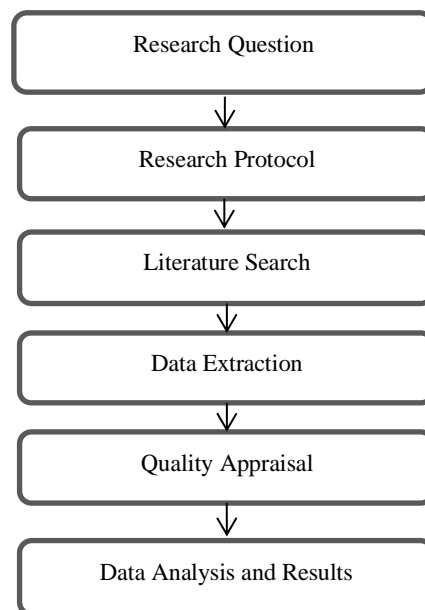 Research Question
Research Protocol
Literature Search
Data Extraction
Quality Appraisal
Data Analysis and Results